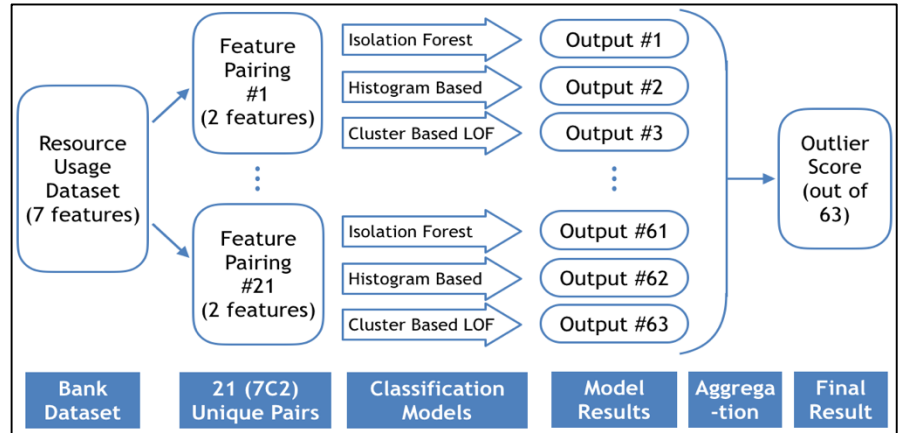 Resource
Usage
Dataset
(7 features)
Feature
Pairing
#1
(2 features)
⋮
Feature
Pairing
#21
(2 features)
Isolation Forest
Histogram Based
Cluster Based LOF
Isolation Forest
Histogram Based
Cluster Based LOF
Output #1
Output #2
Output #3
⋮
Output #61
Output #62
Output #63
Outlier
Score
(out of
63)
Bank
Dataset
21 (7C2)
Unique Pairs
Classification
Models
Model
Results
Aggrega
-tion
Final
Result